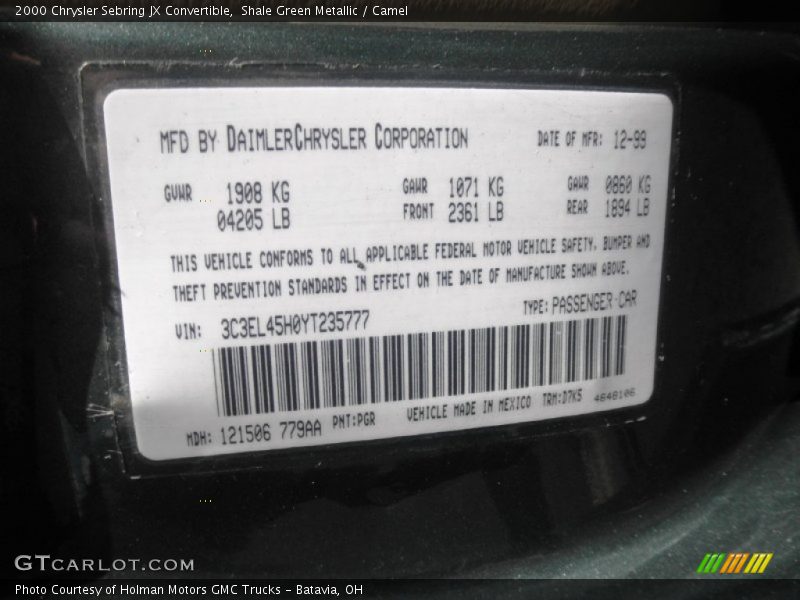 2000 Chrysler Sebring JX Convertible, Shale Green Metallic / Camel
MFD BY DAIMLERCHRYSLER CORPORATION DATE OF MFR: 12-99
GVWR 1908 KG GAWR 1071 KG GAWR 0860 KG
04205 LB FRONT 2361 LB REAR 1894 LB
THIS VEHICLE CONFORMS TO ALL APPLICABLE FEDERAL MOTOR VEHICLE SAFETY, BUMPER AND
THEFT PREVENTION STANDARDS IN EFFECT ON THE DATE OF MANUFACTURE SHOWN ABOVE.
VIN: 3C3EL45H0YT235777 TYPE: PASSENGER CAR
MDH: 121506 779AA PNT:PGR VEHICLE MADE IN MEXICO TRM:D7K5 4648106
GTCARLOT.COM
Photo Courtesy of Holman Motors GMC Trucks - Batavia, OH